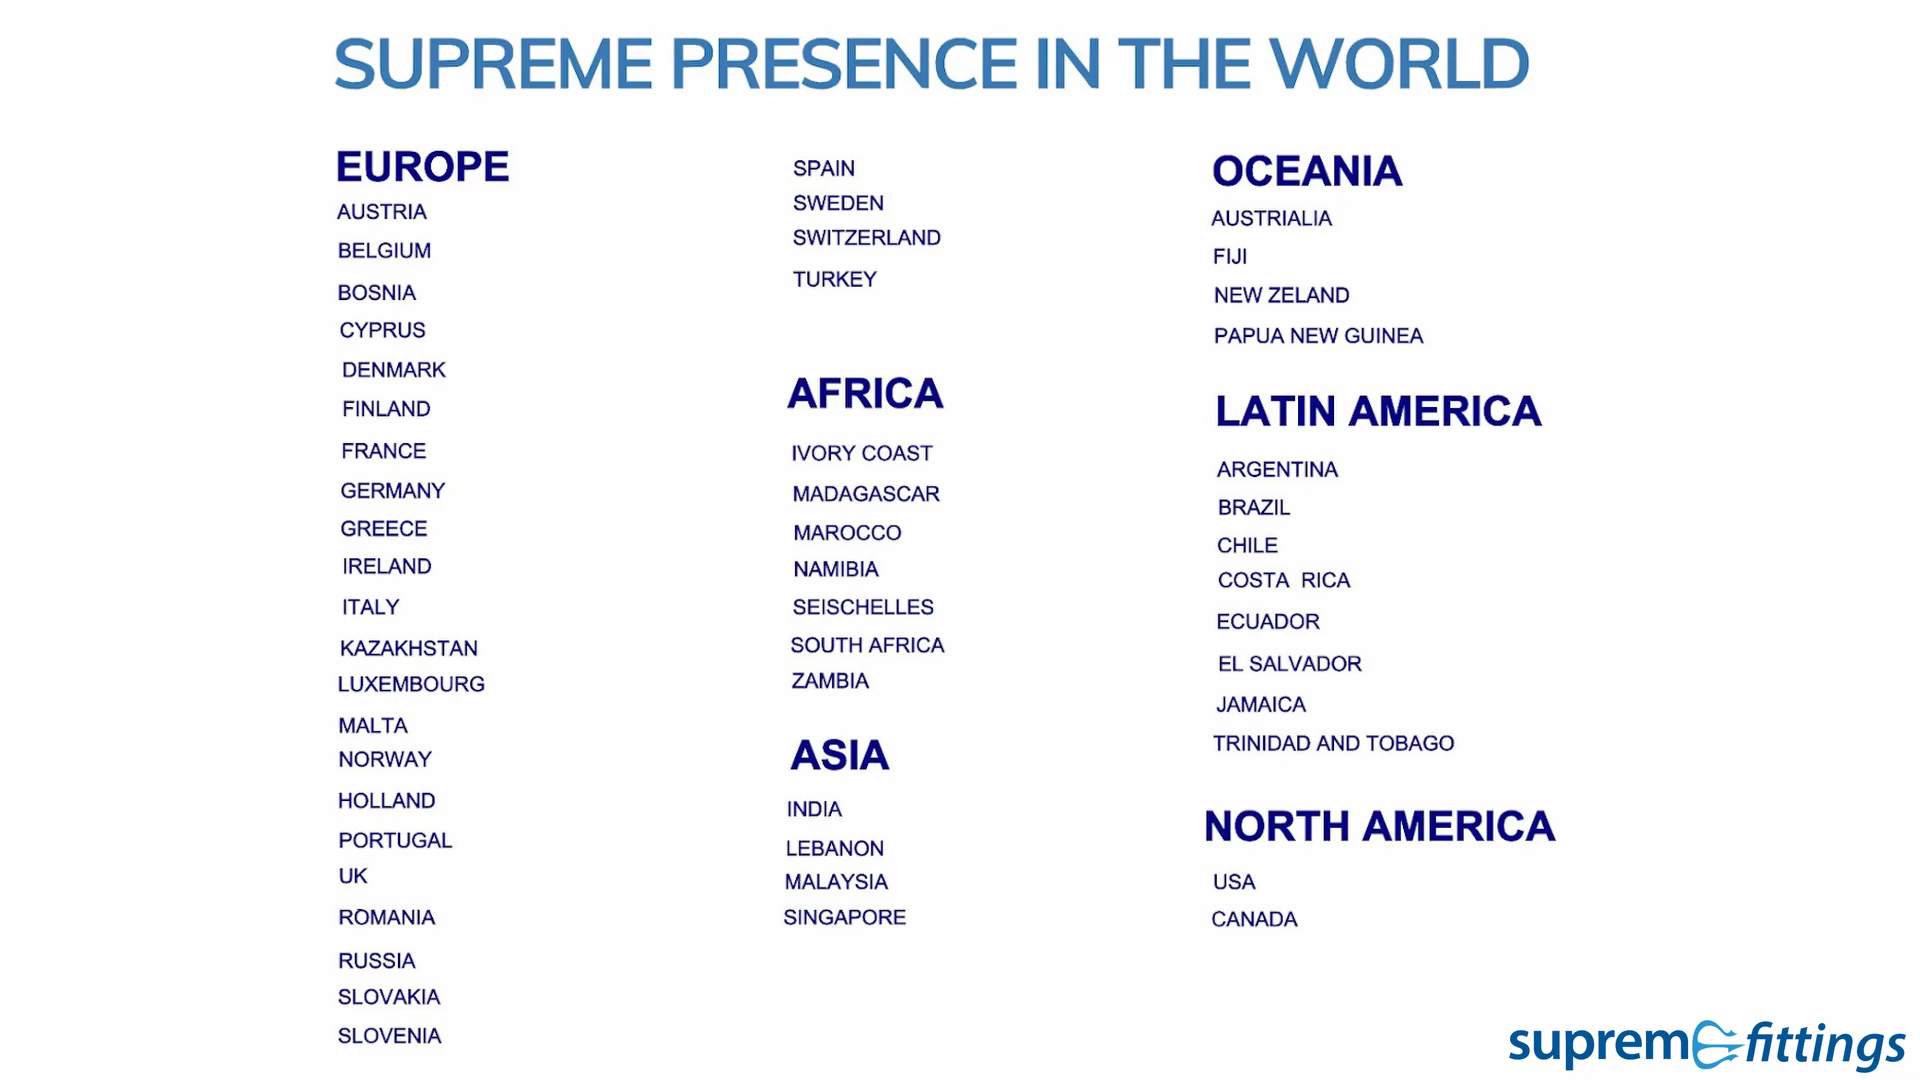 SUPREME PRESENCE IN THE WORLD
EUROPE
AUSTRIA
BELGIUM
BOSNIA
CYPRUS
DENMARK
FINLAND
FRANCE
GERMANY
GREECE
IRELAND
ITALY
KAZAKHSTAN
LUXEMBOURG
MALTA
NORWAY
HOLLAND
PORTUGAL
UK
ROMANIA
RUSSIA
SLOVAKIA
SLOVENIA
SPAIN
SWEDEN
SWITZERLAND
TURKEY
AFRICA
IVORY COAST
MADAGASCAR
MAROCCO
NAMIBIA
SEISCHELLES
SOUTH AFRICA
ZAMBIA
ASIA
INDIA
LEBANON
MALAYSIA
SINGAPORE
OCEANIA
AUSTRIALIA
FIJI
NEW ZELAND
PAPUA NEW GUINEA
LATIN AMERICA
ARGENTINA
BRAZIL
CHILE
COSTA RICA
ECUADOR
EL SALVADOR
JAMAICA
TRINIDAD AND TOBAGO
NORTH AMERICA
USA
CANADA
supremefittings